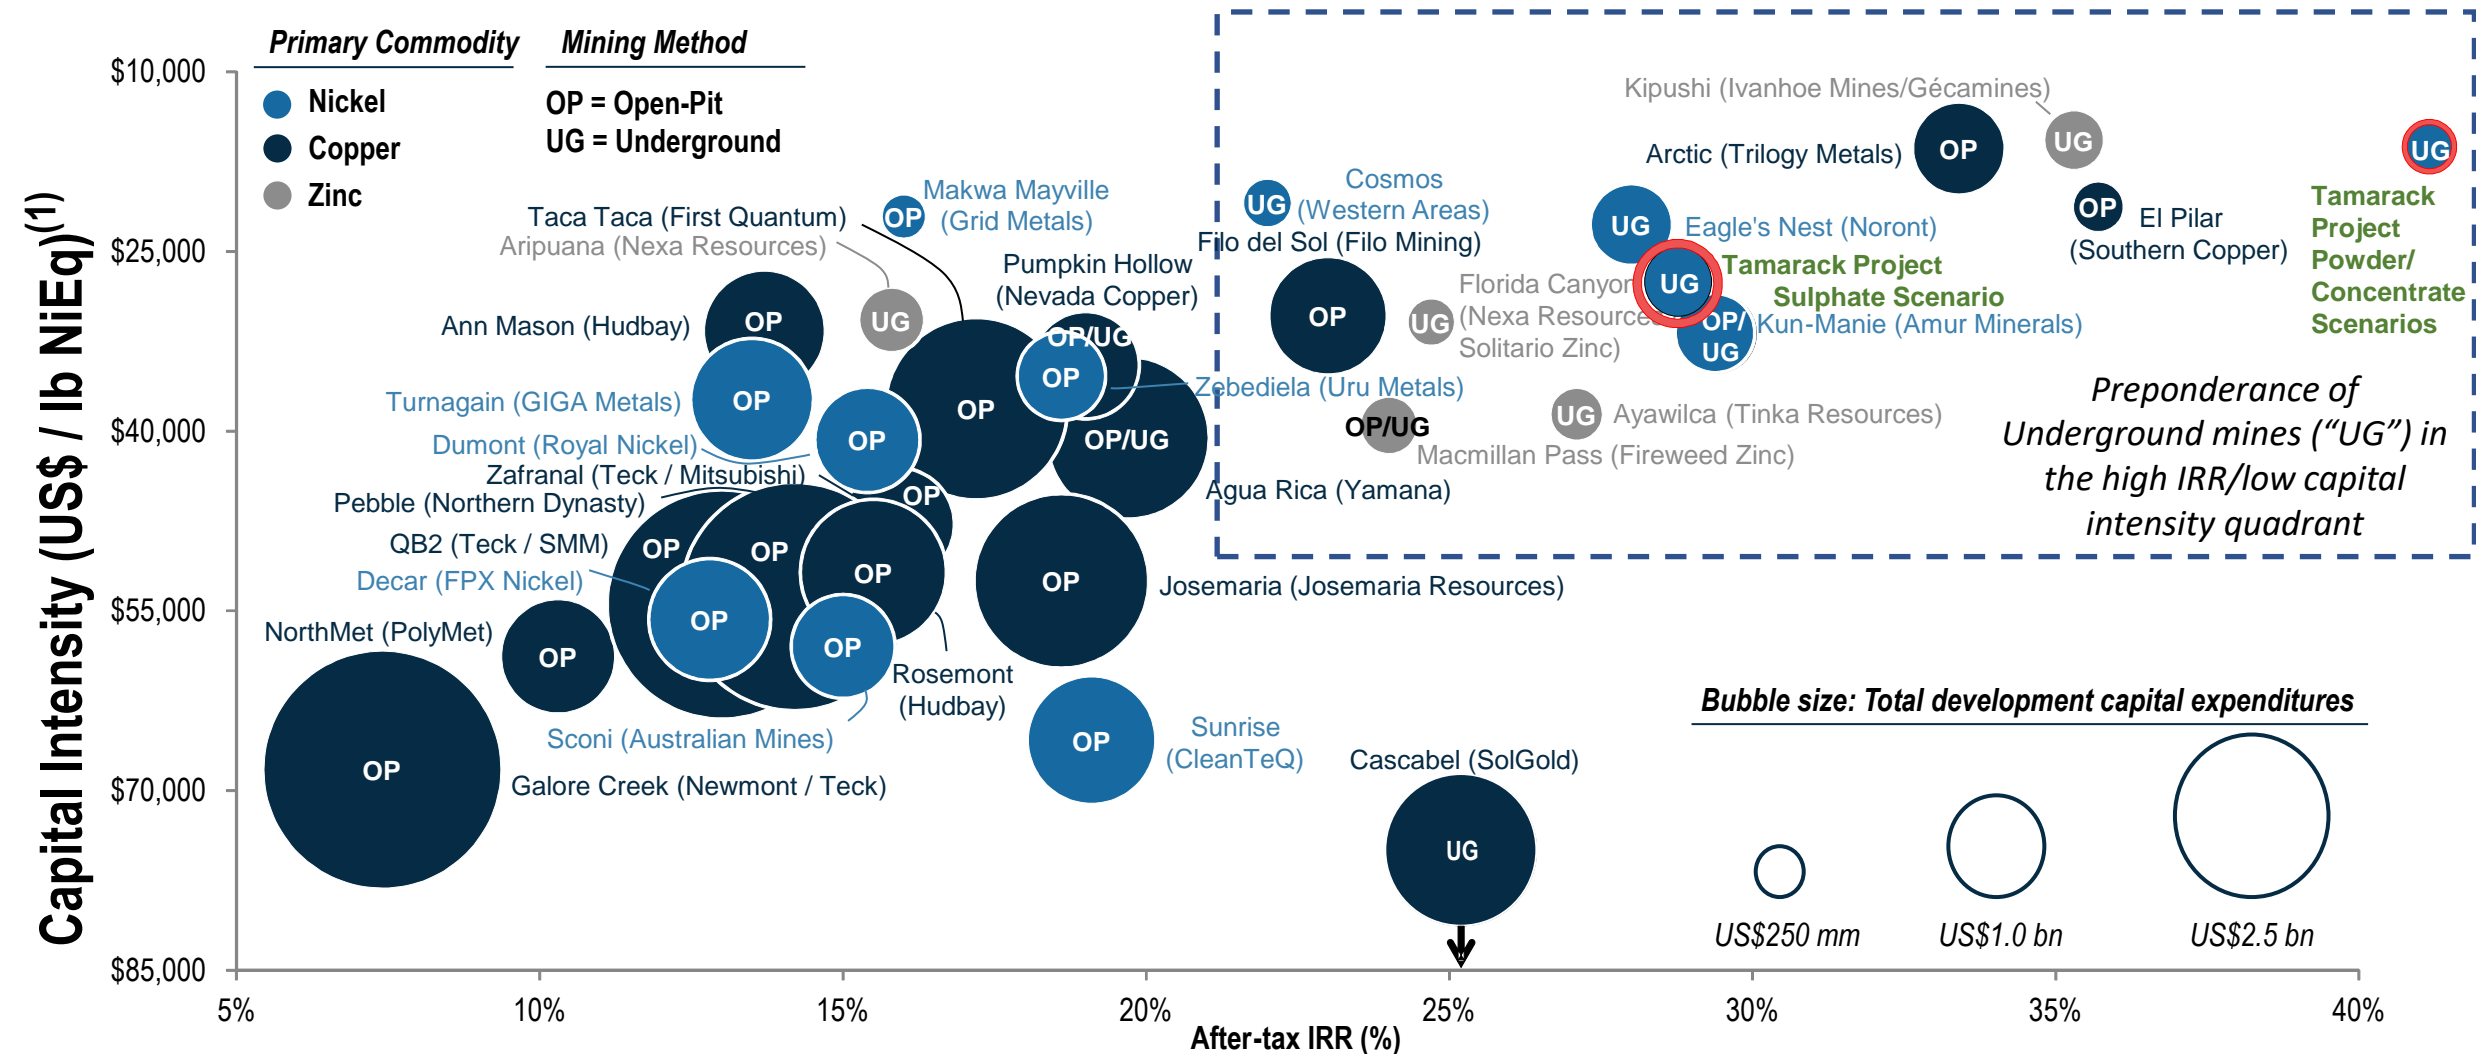 Primary Commodity
Nickel
Copper
Zinc
Mining Method
OP = Open-Pit
UG = Underground
Capital Intensity (US$ / lb NiEq)(1)
$10,000
$25,000
$40,000
$55,000
$70,000
$85,000
5%
10%
15%
20%
25%
30%
35%
40%
After-tax IRR (%)
Kipushi (Ivanhoe Mines/Gécamines)
UG
Arctic (Trilogy Metals)
OP
UG
Tamarack
Project
Powder/
Concentrate
Scenarios
OP
El Pilar
(Southern Copper)
OP
Makwa Mayville
(Grid Metals)
UG
Cosmos
(Western Areas)
UG
Eagle's Nest (Noront)
Taca Taca (First Quantum)
OP
Aripuana (Nexa Resources)
UG
Filo del Sol (Filo Mining)
OP
Pumpkin Hollow
(Nevada Copper)
OP/UG
UG
Tamarack Project
Sulphate Scenario
Florida Canyon
(Nexa Resource
Solitario Zinc)
UG
OP/
UG
Kun-Manie (Amur Minerals)
Ann Mason (Hudbay)
OP
Turnagain (GIGA Metals)
OP
OP
Zebediela (Uru Metals)
Dumont (Royal Nickel)
OP
OP/UG
Agua Rica (Yamana)
OP/UG
Macmillan Pass (Fireweed Zinc)
UG
Ayawilca (Tinka Resources)
Preponderance of
Underground mines (“UG”) in
the high IRR/low capital
intensity quadrant
Zafranal (Teck / Mitsubishi)
OP
Pebble (Northern Dynasty)
OP
QB2 (Teck / SMM)
OP
Decar (FPX Nickel)
OP
OP
Rosemont
(Hudbay)
OP
Josemaria (Josemaria Resources)
NorthMet (PolyMet)
OP
OP
Sconi (Australian Mines)
OP
Galore Creek (Newmont / Teck)
OP
Sunrise
(CleanTeQ)
Cascabel (SolGold)
UG
Bubble size: Total development capital expenditures
US$250 mm
US$1.0 bn
US$2.5 bn